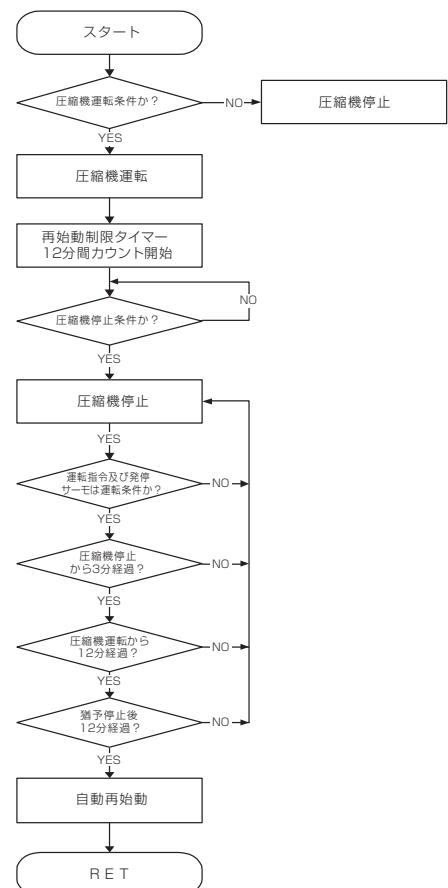 スタート
圧縮機運転条件か？
NO
圧縮機停止
YES
圧縮機運転
再始動制限タイマー
12分間カウント開始
NO
圧縮機停止条件か？
YES
圧縮機停止
運転指令及び発停
サーモは運転条件か？
NO
YES
圧縮機停止
から3分経過？
NO
YES
圧縮機運転から
12分経過？
NO
YES
猶予停止後
12分経過？
NO
YES
自動再始動
RET